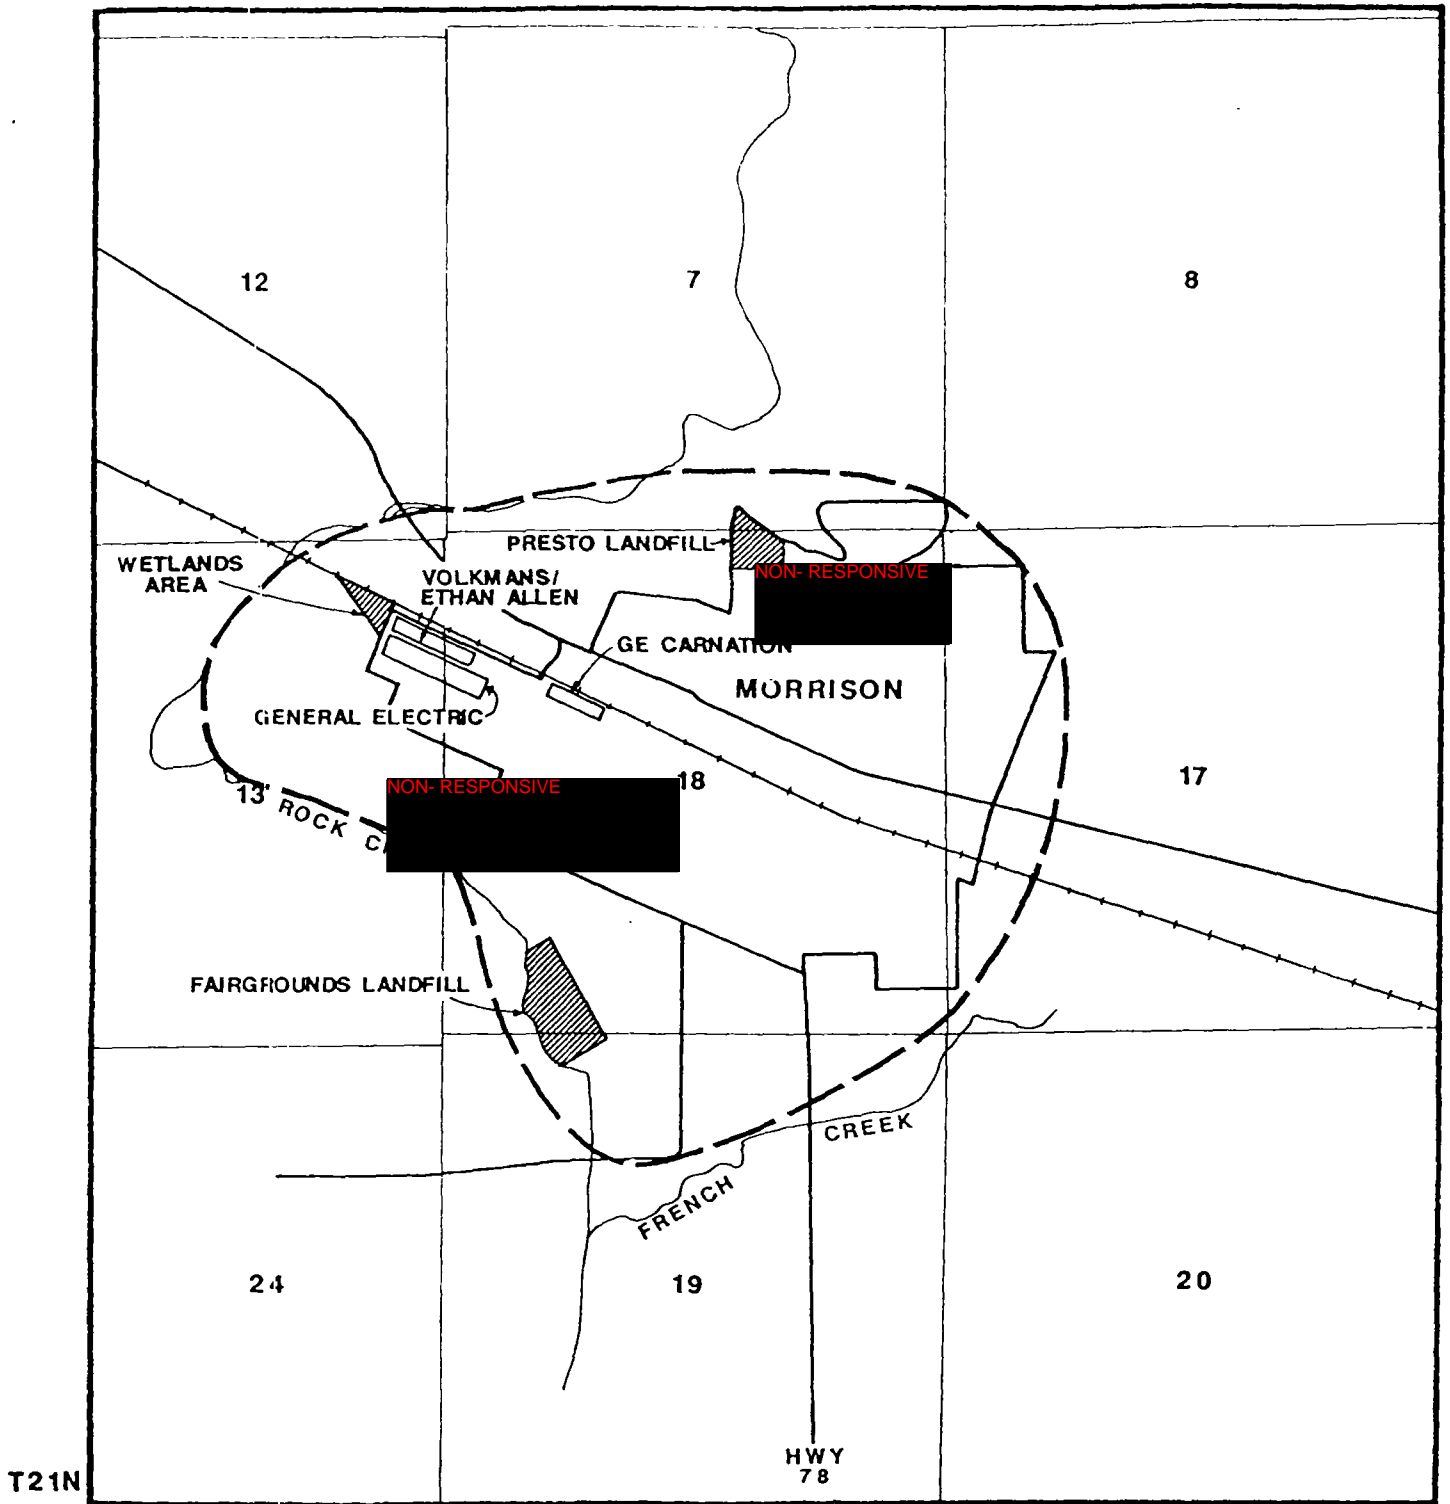 12
7
8
PRESTO LANDFILL
WETLANDS
AREA
VOLKMANS/
ETHAN ALLEN
NON- RESPONSIVE
GE CARNATION
MORRISON
GENERAL ELECTRIC
NON- RESPONSIVE
18
17
13
ROCK
FAIRGROUNDS LANDFILL
CREEK
FRENCH
24
19
20
HWY
78
T21N